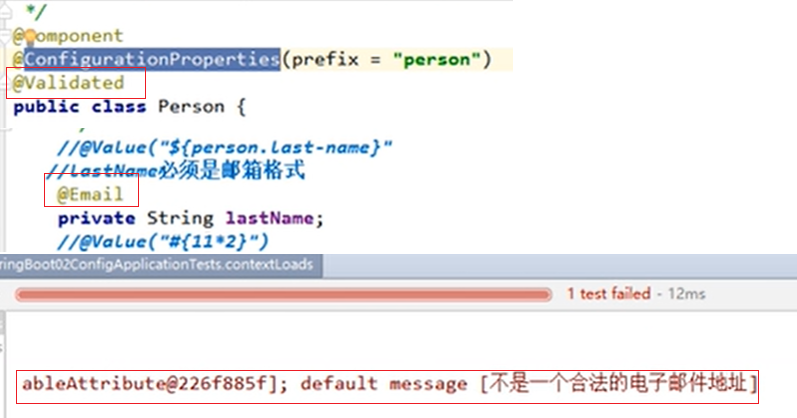 */
@Component
@ConfigurationProperties(prefix = "person")
@Validated
public class Person {
//@Value("${person.last-name}"
//lastName必须是邮箱格式
@Email
private String lastName;
//@Value("#{11*2}")
ringBoot02ConfigApplicationTests.contextLoads
1 test failed - 12ms
ableAttribute@226f885f]; default message [不是一个合法的电子邮件地址]